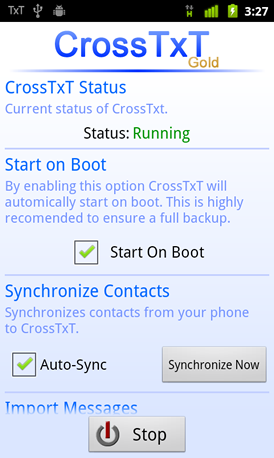 TxT 3:27
CrossTxT
Gold
CrossTxT Status
Current status of CrossTxt.
Status: Running
Start on Boot
By enabling this option CrossTxT will
automically start on boot. This is highly
recomended to ensure a full backup.
Start On Boot
Synchronize Contacts
Synchronizes contacts from your phone
to CrossTxT.
Auto-Sync Synchronize Now
Import Messages
Stop